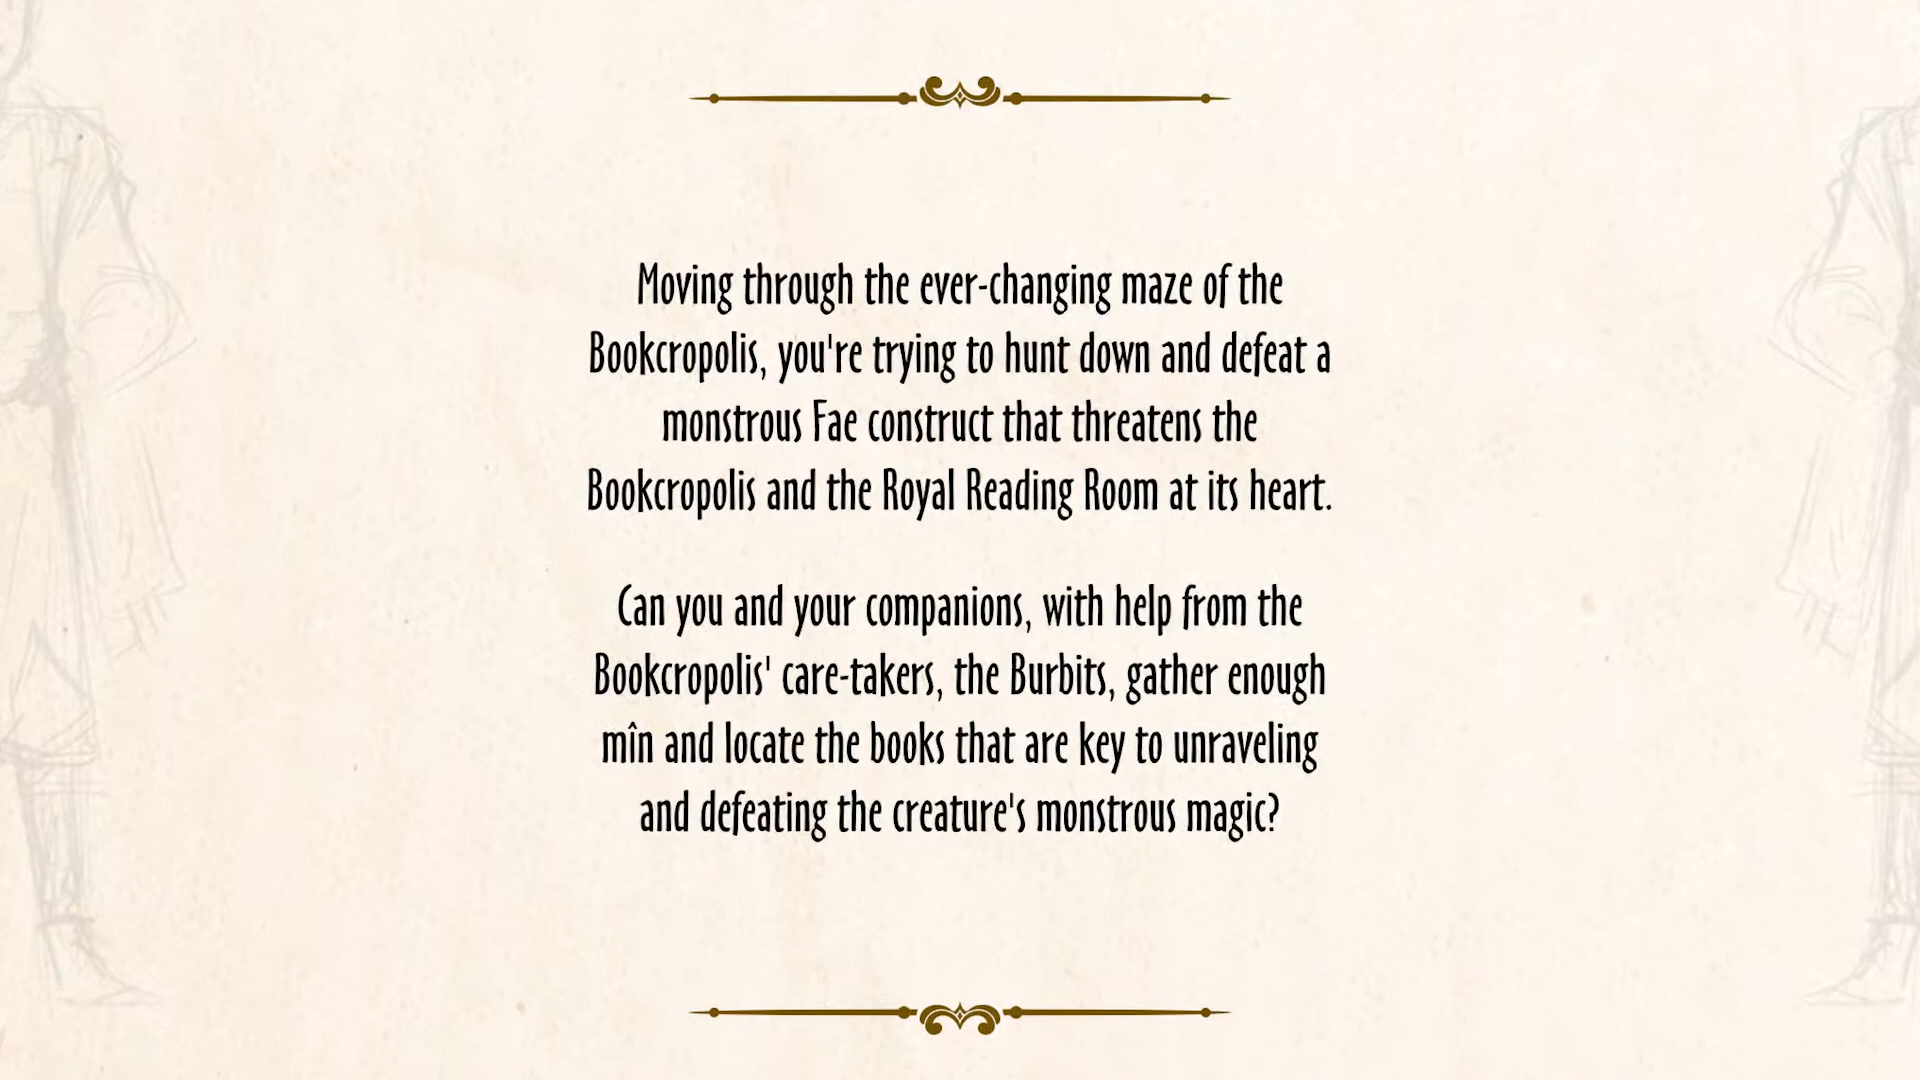 Moving through the ever-changing maze of the
Bookcropolis, you're trying to hunt down and defeat a
monstrous Fae construct that threatens the
Bookcropolis and the Royal Reading Room at its heart.
Can you and your companions, with help from the
Bookcropolis' care-takers, the Burbits, gather enough
mîn and locate the books that are key to unraveling
and defeating the creature's monstrous magic?